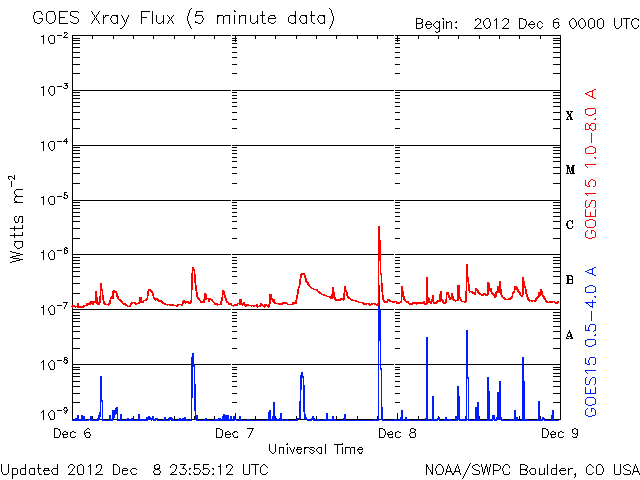 GOES Xray Flux (5 minute data)
Begin: 2012 Dec 6 0000 UTC
10-2
10-3
10-4
10-5
10-6
10-7
10-8
10-9
Watts m-2
X
M
C
B
A
GOES15 1.0-8.0 A
GOES15 0.5-4.0 A
Dec 6 Dec 7 Dec 8 Dec 9
Universal Time
Updated 2012 Dec 8 23:55:12 UTC
NOAA/SWPC Boulder, CO USA